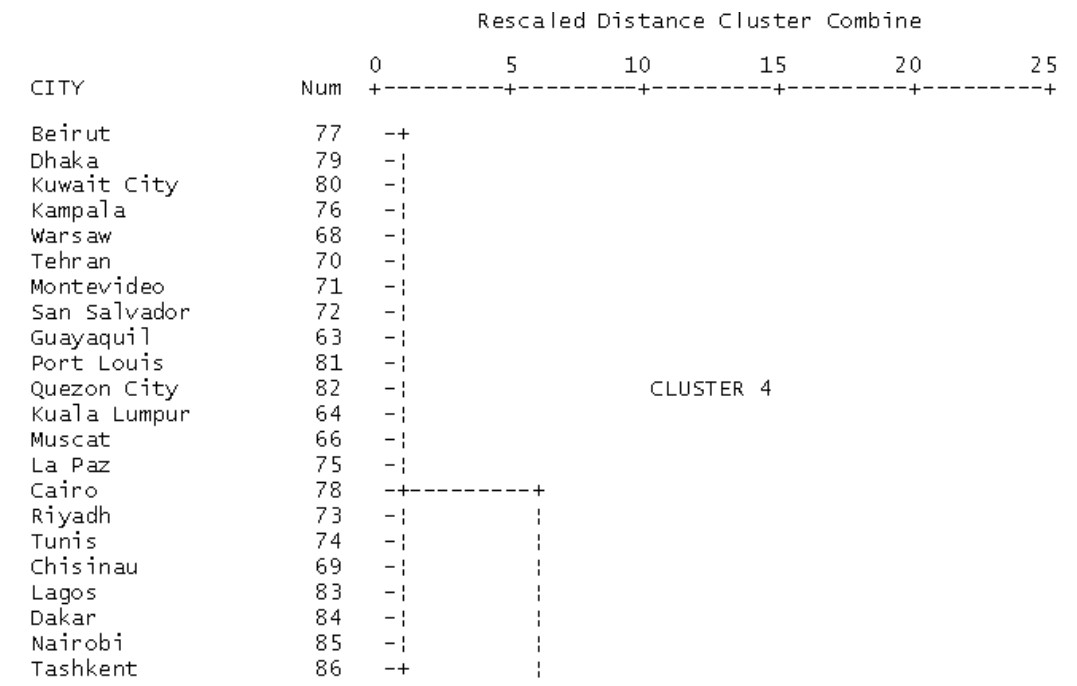 Rescaled Distance Cluster Combine
0 5 10 15 20 25
CITY Num +---------+---------+---------+---------+---------+
Beirut 77 -+
Dhaka 79 -¦
Kuwait City 80 -¦
Kampala 76 -¦
Warsaw 68 -¦
Tehran 70 -¦
Montevideo 71 -¦
San Salvador 72 -¦
Guayaquil 63 -¦
Port Louis 81 -¦
Quezon City 82 -¦ CLUSTER 4
Kuala Lumpur 64 -¦
Muscat 66 -¦
La Paz 75 -¦
Cairo 78 -+---------+
Riyadh 73 -¦ ¦
Tunis 74 -¦ ¦
Chisinau 69 -¦ ¦
Lagos 83 -¦ ¦
Dakar 84 -¦ ¦
Nairobi 85 -¦ ¦
Tashkent 86 -+ ¦